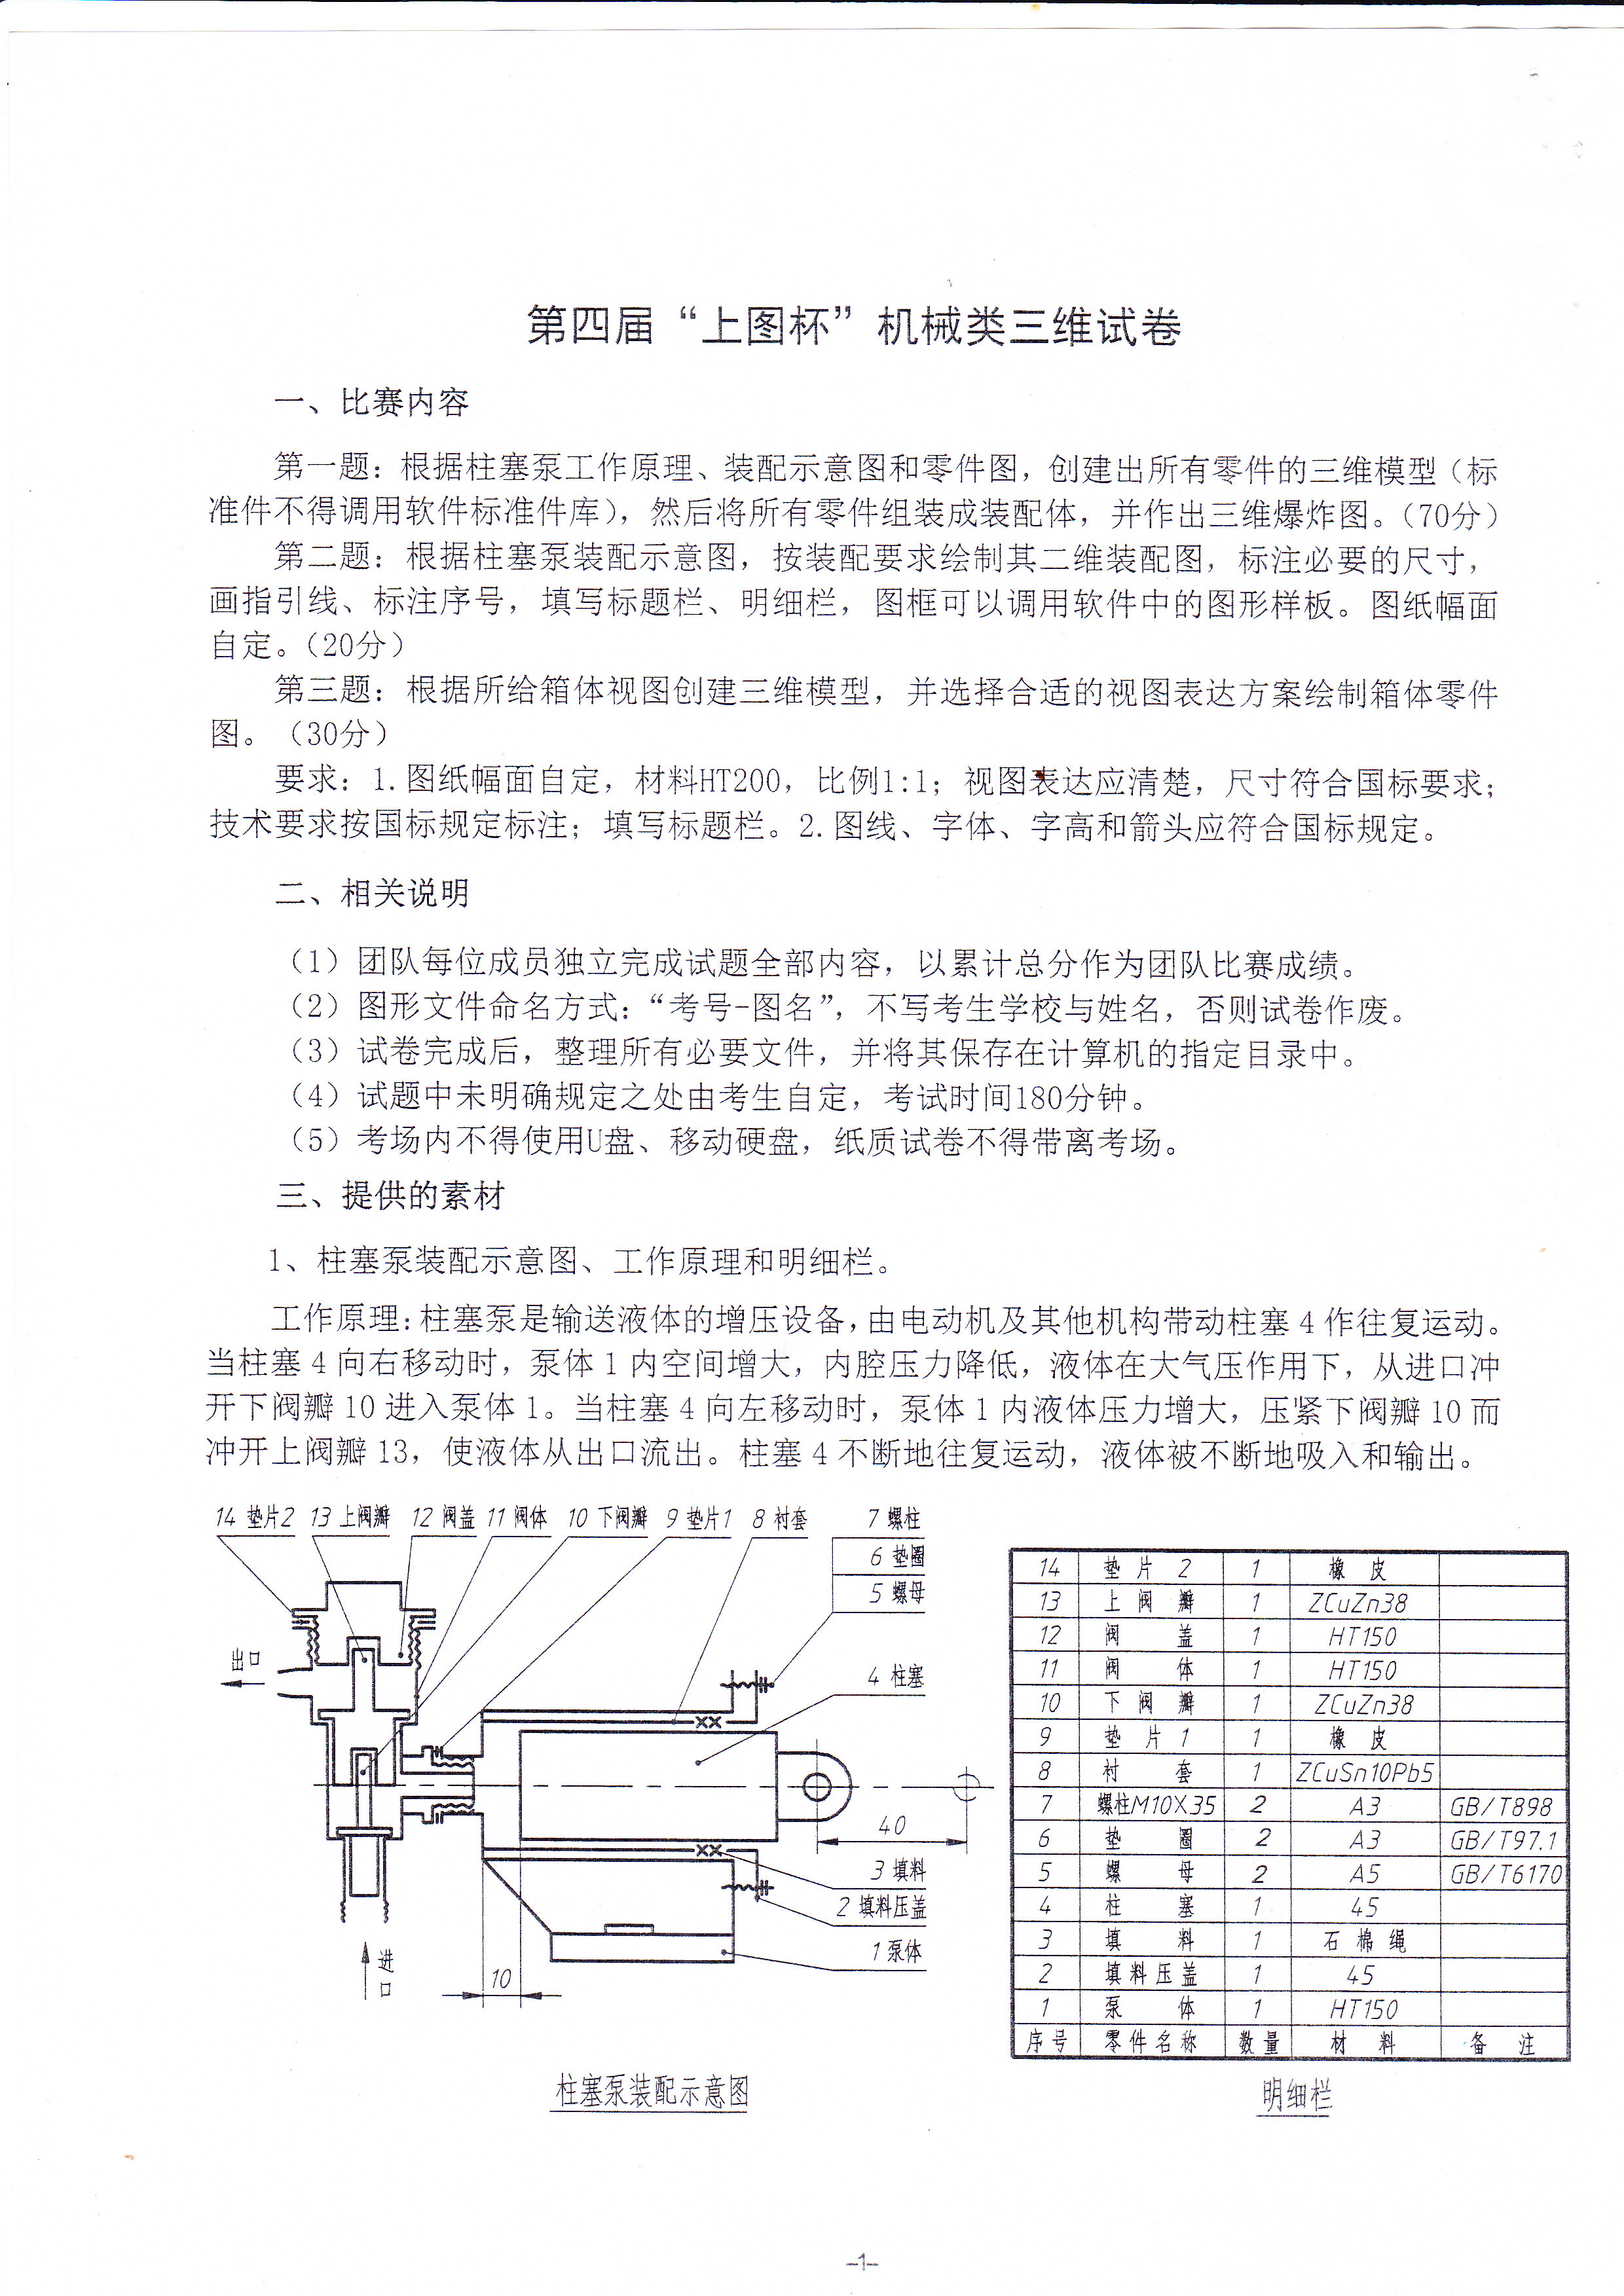 第四届“上图杯”机械类三维试卷
一、比赛内容
第一题：根据柱塞泵工作原理、装配示意图和零件图，创建出所有零件的三维模型（标
准件不得调用软件标准件库），然后将所有零件组装成装配体，并作出三维爆炸图。（70分）
第二题：根据柱塞泵装配示意图，按装配要求绘制其二维装配图，标注必要的尺寸，
画指引线、标注序号，填写标题栏、明细栏，图框可以调用软件中的图形样板。图纸幅面
自定。（20分）
第三题：根据所给箱体视图创建三维模型，并选择合适的视图表达方案绘制箱体零件
图。（30分）
要求：1.图纸幅面自定，材料HT200，比例1:1；视图表达应清楚，尺寸符合国标要求；
技术要求按国标规定标注；填写标题栏。2.图线、字体、字高和箭头应符合国标规定。
二、相关说明
（1）团队每位成员独立完成试题全部内容，以累计总分作为团队比赛成绩。
（2）图形文件命名方式：“考号-图名”，不写考生学校与姓名，否则试卷作废。
（3）试卷完成后，整理所有必要文件，并将其保存在计算机的指定目录中。
（4）试题中未明确规定之处由考生自定，考试时间180分钟。
（5）考场内不得使用U盘、移动硬盘，纸质试卷不得带离考场。
三、提供的素材
1、柱塞泵装配示意图、工作原理和明细栏。
工作原理：柱塞泵是输送液体的增压设备，由电动机及其他机构带动柱塞4作往复运动。
当柱塞4向右移动时，泵体1内空间增大，内腔压力降低，液体在大气压作用下，从进口冲
开下阀瓣10进入泵体1。当柱塞4向左移动时，泵体1内液体压力增大，压紧下阀瓣10而
冲开上阀瓣13，使液体从出口流出。柱塞4不断地往复运动，液体被不断地吸入和输出。
14 垫片2 13 上阀瓣 12 阀盖 11 阀体 10 下阀瓣 9 垫片1 8 衬套 7 螺柱
6 垫圈
5 螺母
出口
4 柱塞
40
3 填料
2 填料压盖
1 泵体
进口
10
柱塞泵装配示意图
14 垫片2 1 橡皮
13 上阀瓣 1 ZCuZn38
12 阀盖 1 HT150
11 阀体 1 HT150
10 下阀瓣 1 ZCuZn38
9 垫片1 1 橡皮
8 衬套 1 ZCuSn10Pb5
7 螺柱M10X35 2 A3 GB/T898
6 垫圈 2 A3 GB/T97.1
5 螺母 2 A5 GB/T6170
4 柱塞 1 45
3 填料 1 石棉绳
2 填料压盖 1 45
1 泵体 1 HT150
序号 零件名称 数量 材料 备注
明细栏
-1-